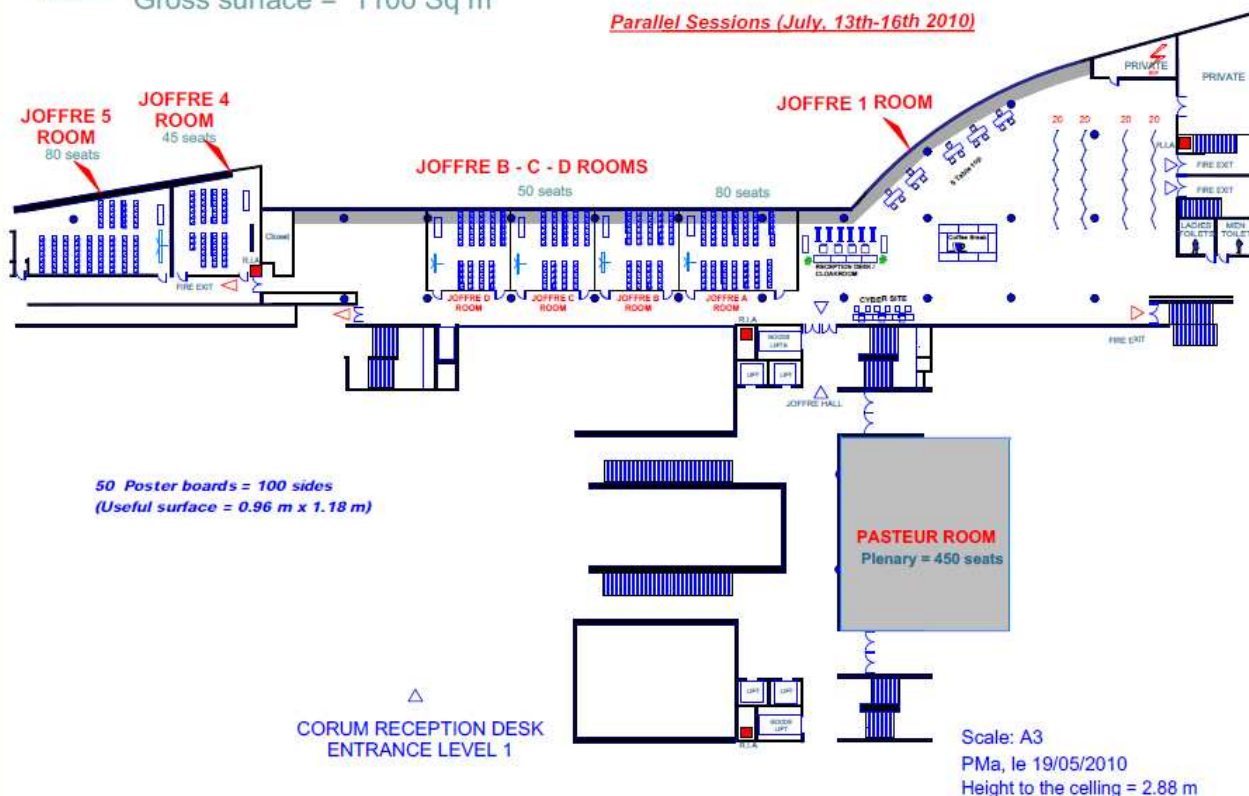 Gross surface = 1100 Sq m
Parallel Sessions (July, 13th-16th 2010)
PRIVATE
PRIVATE
JOFFRE 5
ROOM
80 seats
JOFFRE 4
ROOM
45 seats
JOFFRE 1 ROOM
JOFFRE B - C - D ROOMS
50 seats
80 seats
5 Table top
20
20
20
20
R.I.A
FIRE EXIT
FIRE EXIT
LADIES
TOILETS
MEN
TOILET
Closet
R.I.A
FIRE EXIT
Coffee Break
RECEPTION DESK /
CLOAKROOM
JOFFRE D
ROOM
JOFFRE C
ROOM
JOFFRE B
ROOM
JOFFRE A
ROOM
CYBER SITE
R.I.A
GOODS
LIFTS
LIFT
LIFT
FIRE EXIT
JOFFRE HALL
50 Poster boards = 100 sides
(Useful surface = 0.96 m x 1.18 m)
PASTEUR ROOM
Plenary = 450 seats
LIFT
LIFT
GOODS
LIFT
R.I.A
CORUM RECEPTION DESK
ENTRANCE LEVEL 1
Scale: A3
PMa, le 19/05/2010
Height to the celling = 2.88 m